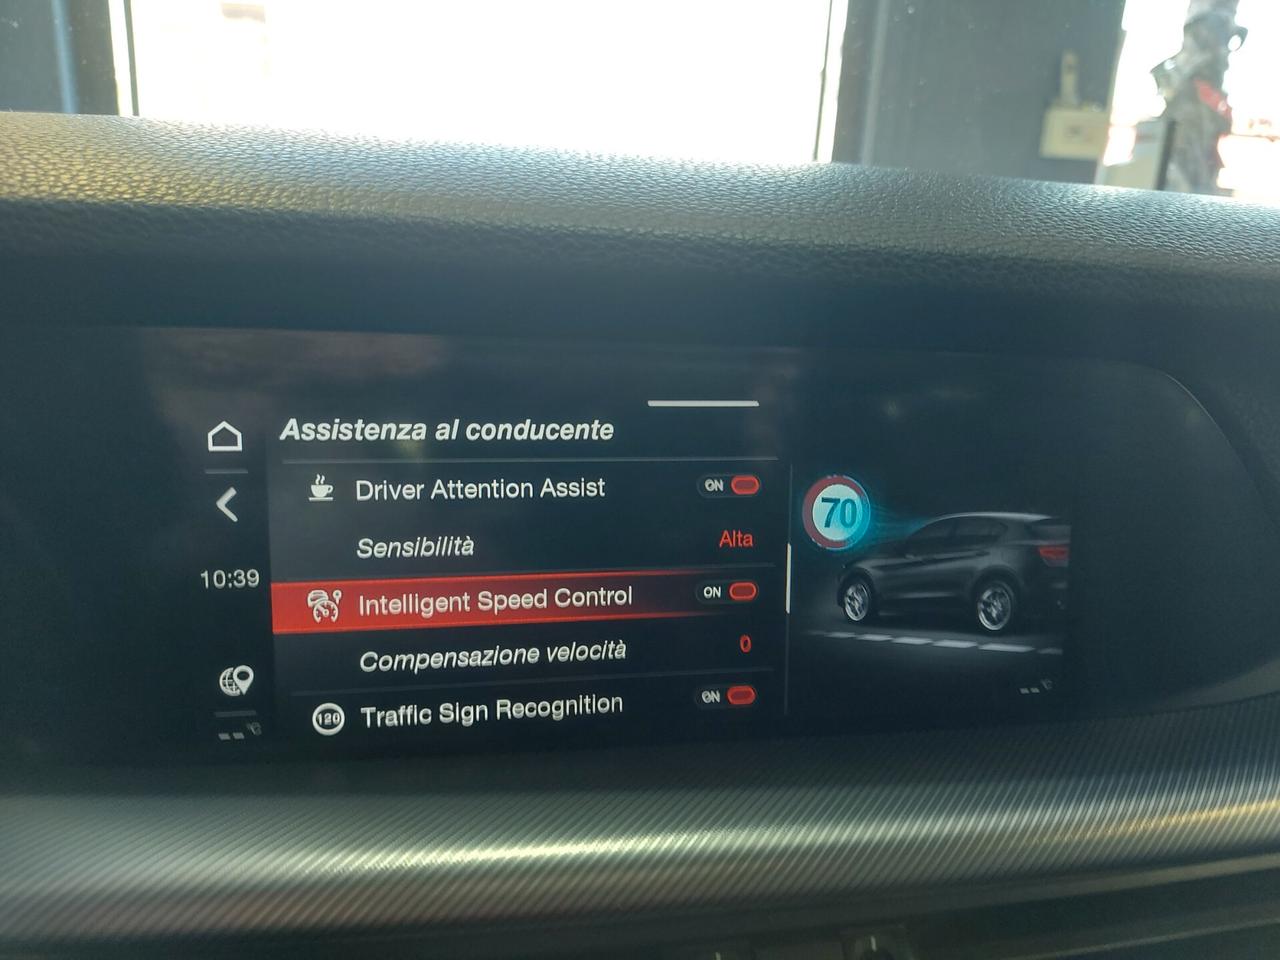 Assistenza al conducente
Driver Attention Assist ON
Sensibilità Alta
10:39
Intelligent Speed Control ON
Compensazione velocità 0
120 Traffic Sign Recognition ON
-- °C
70
-- °C